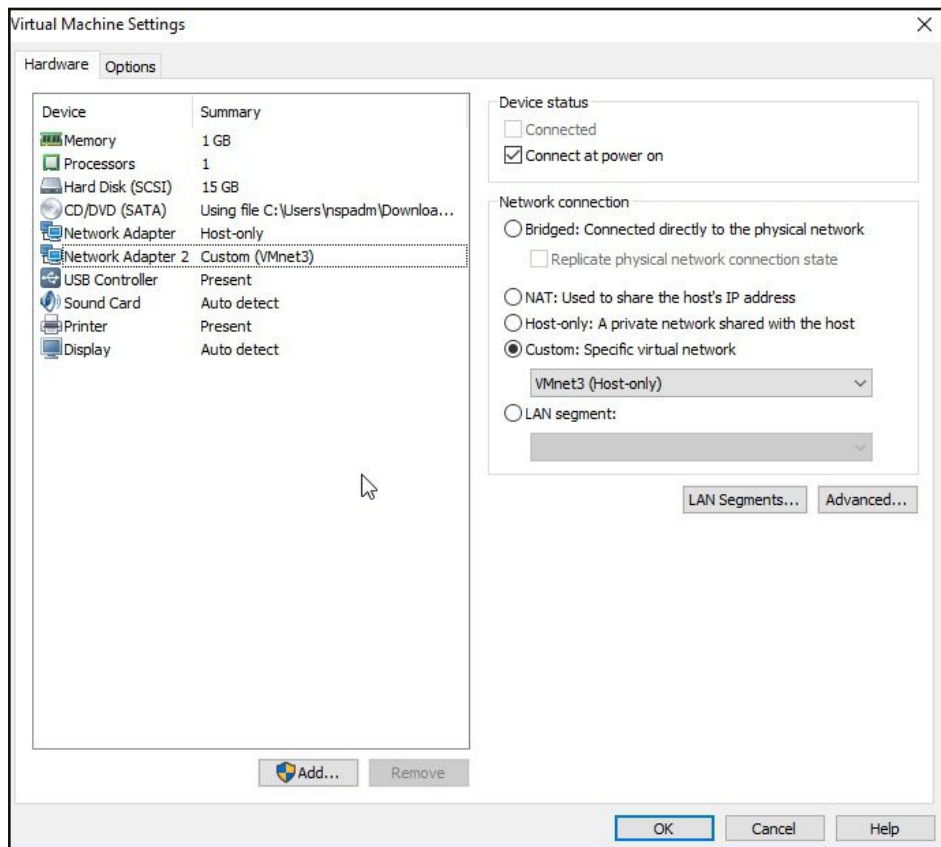 Virtual Machine Settings
Hardware Options
Device Summary
Memory 1 GB
Processors 1
Hard Disk (SCSI) 15 GB
CD/DVD (SATA) Using file C:\Users\nspadm\Downloa...
Network Adapter Host-only
Network Adapter 2 Custom (VMnet3)
USB Controller Present
Sound Card Auto detect
Printer Present
Display Auto detect
Add... Remove
Device status
Connected
Connect at power on
Network connection
Bridged: Connected directly to the physical network
Replicate physical network connection state
NAT: Used to share the host's IP address
Host-only: A private network shared with the host
Custom: Specific virtual network
VMnet3 (Host-only)
LAN segment:
LAN Segments... Advanced...
OK Cancel Help